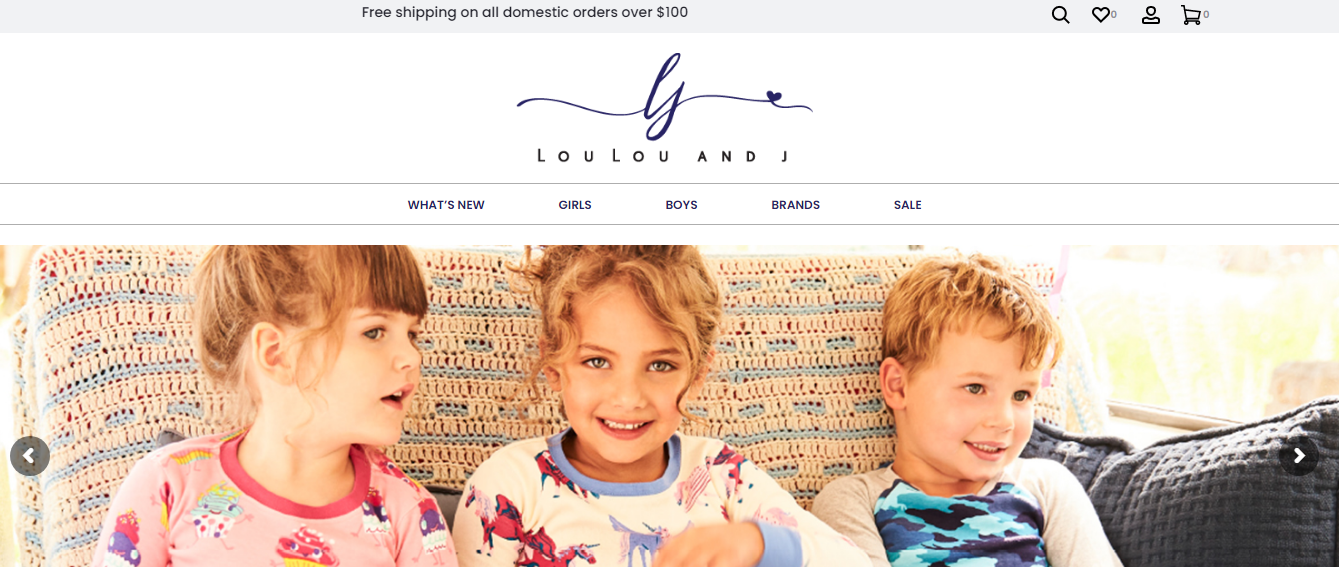 Free shipping on all domestic orders over $100
0
0
lj
LOULOU AND J
WHAT'S NEW
GIRLS
BOYS
BRANDS
SALE